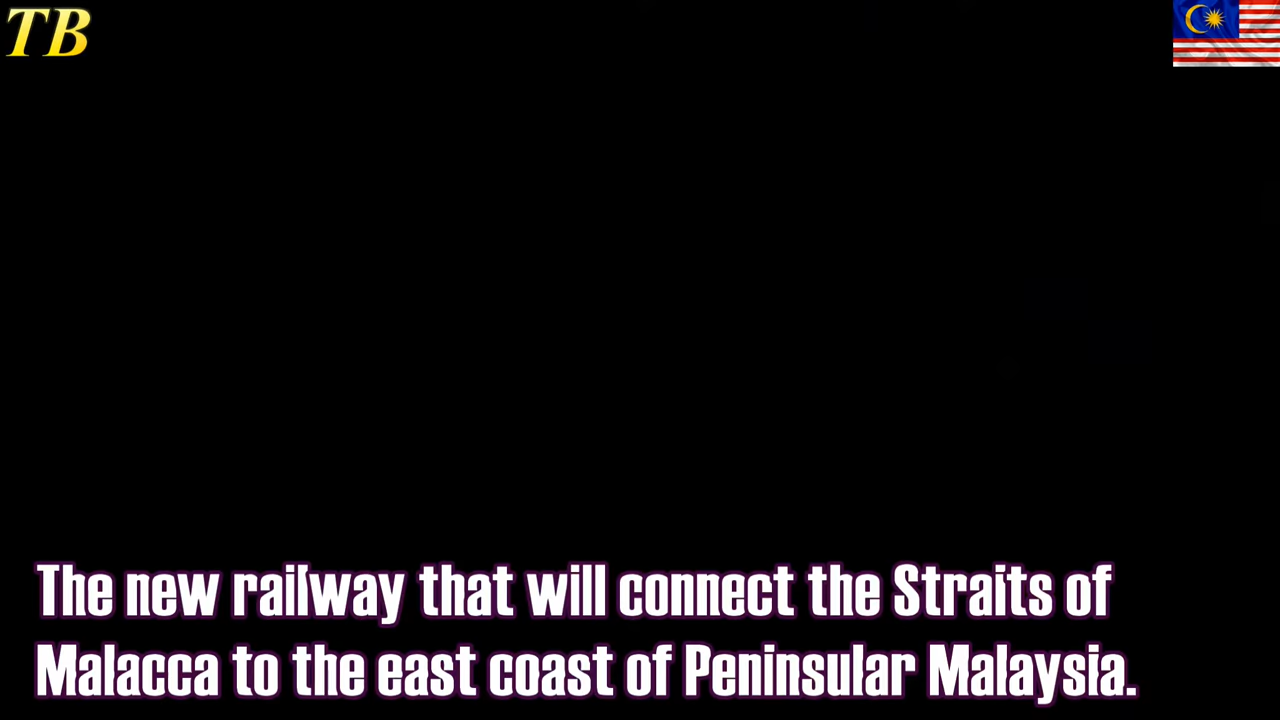 TB
The new railway that will connect the Straits of
Malacca to the east coast of Peninsular Malaysia.